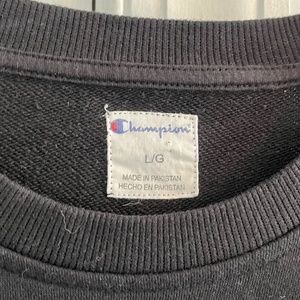 Champion
L/G
MADE IN PAKISTAN
HECHO EN PAKISTAN